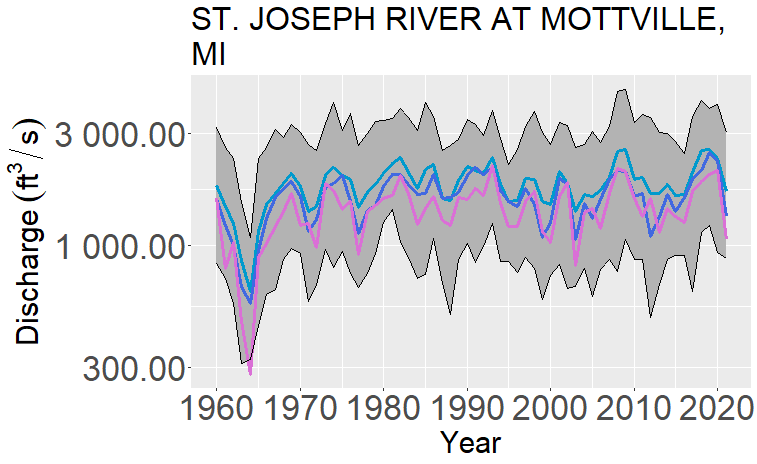 ST. JOSEPH RIVER AT MOTTVILLE,
MI
Discharge (ft³/s)
3 000.00
1 000.00
300.00
1960 1970 1980 1990 2000 2010 2020
Year